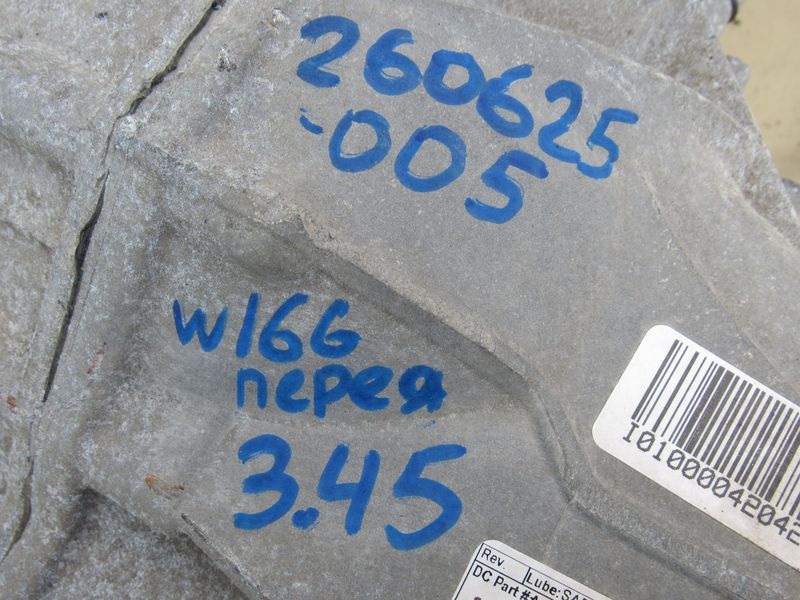 260625
-005
w166
перед
3.45
I0100004204
Rev. Lube:SA
DC Part #A